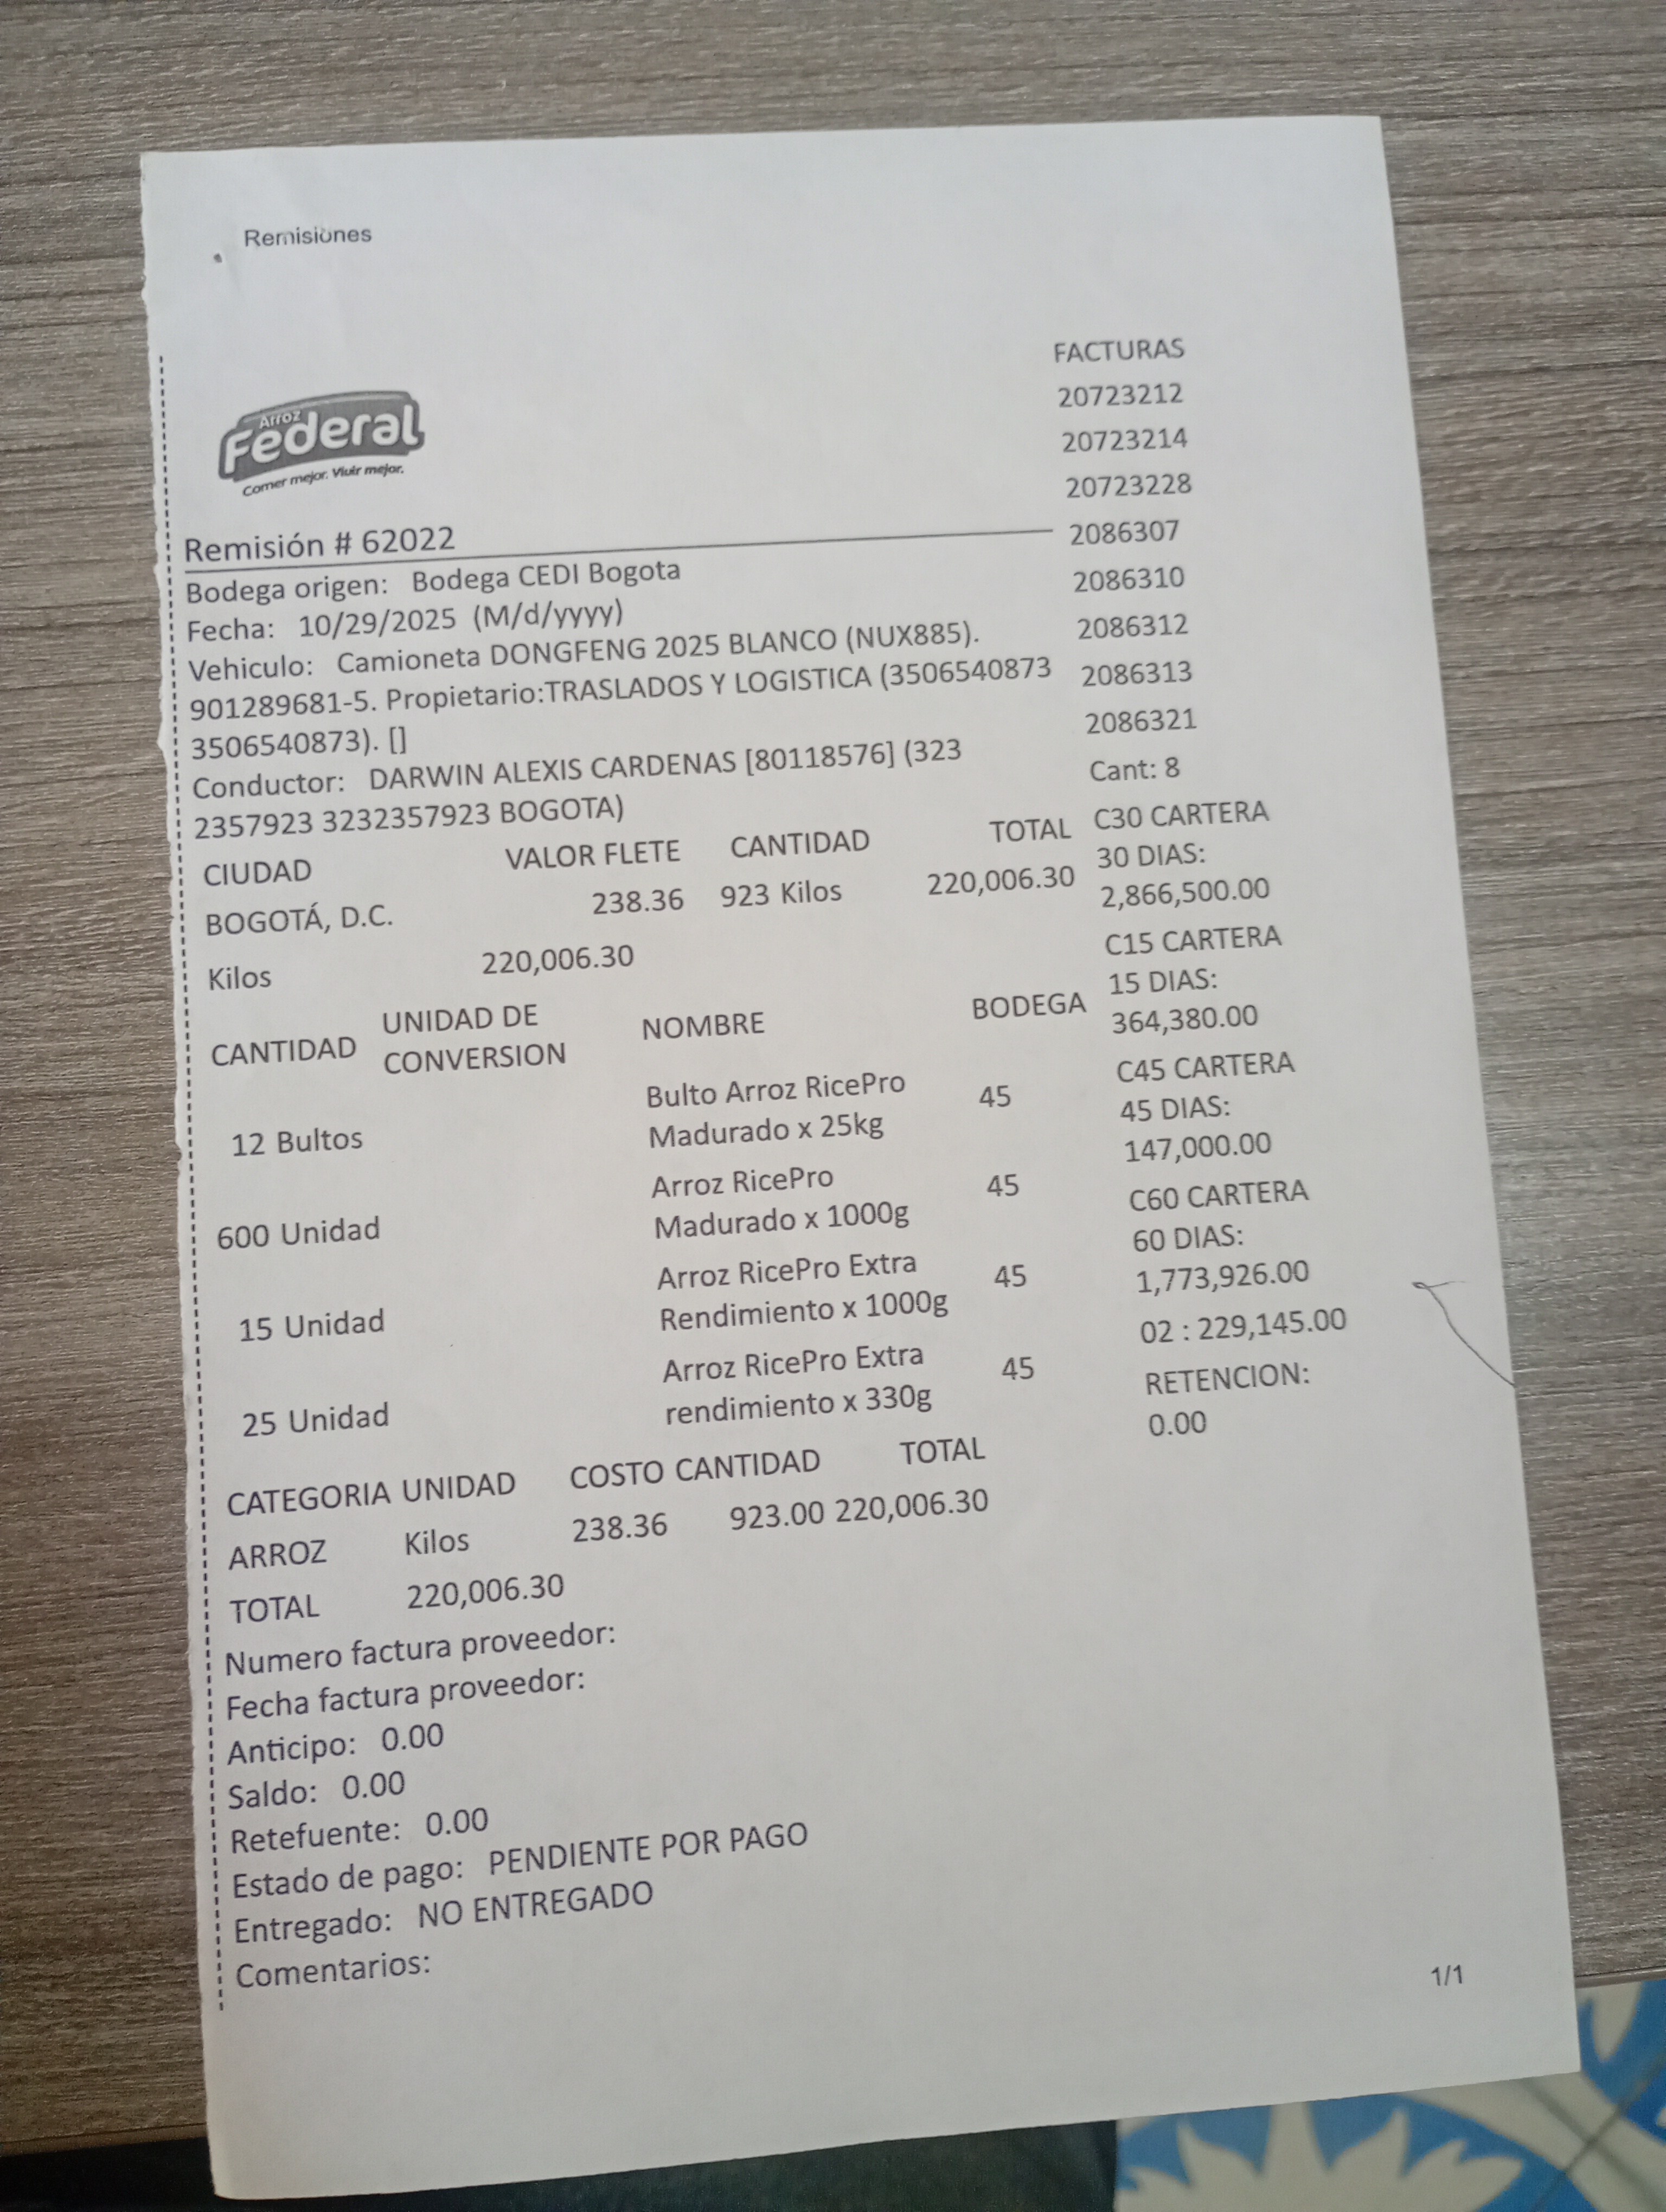 Remisiones
Arroz
Federal
Comer mejor. Vivir mejor.
Remisión # 62022
Bodega origen: Bodega CEDI Bogota
Fecha: 10/29/2025 (M/d/yyyy)
Vehiculo: Camioneta DONGFENG 2025 BLANCO (NUX885).
901289681-5. Propietario:TRASLADOS Y LOGISTICA (3506540873
3506540873). []
Conductor: DARWIN ALEXIS CARDENAS [80118576] (323
2357923 3232357923 BOGOTA)
CIUDAD VALOR FLETE CANTIDAD TOTAL
BOGOTÁ, D.C. 238.36 923 Kilos 220,006.30
Kilos 220,006.30
CANTIDAD UNIDAD DE CONVERSION NOMBRE BODEGA
12 Bultos Bulto Arroz RicePro Madurado x 25kg 45
600 Unidad Arroz RicePro Madurado x 1000g 45
15 Unidad Arroz RicePro Extra Rendimiento x 1000g 45
25 Unidad Arroz RicePro Extra rendimiento x 330g 45
CATEGORIA UNIDAD COSTO CANTIDAD TOTAL
ARROZ Kilos 238.36 923.00 220,006.30
TOTAL 220,006.30
Numero factura proveedor:
Fecha factura proveedor:
Anticipo: 0.00
Saldo: 0.00
Retefuente: 0.00
Estado de pago: PENDIENTE POR PAGO
Entregado: NO ENTREGADO
Comentarios:
FACTURAS
20723212
20723214
20723228
2086307
2086310
2086312
2086313
2086321
Cant: 8
C30 CARTERA
30 DIAS:
2,866,500.00
C15 CARTERA
15 DIAS:
364,380.00
C45 CARTERA
45 DIAS:
147,000.00
C60 CARTERA
60 DIAS:
1,773,926.00
02 : 229,145.00
RETENCION:
0.00
1/1